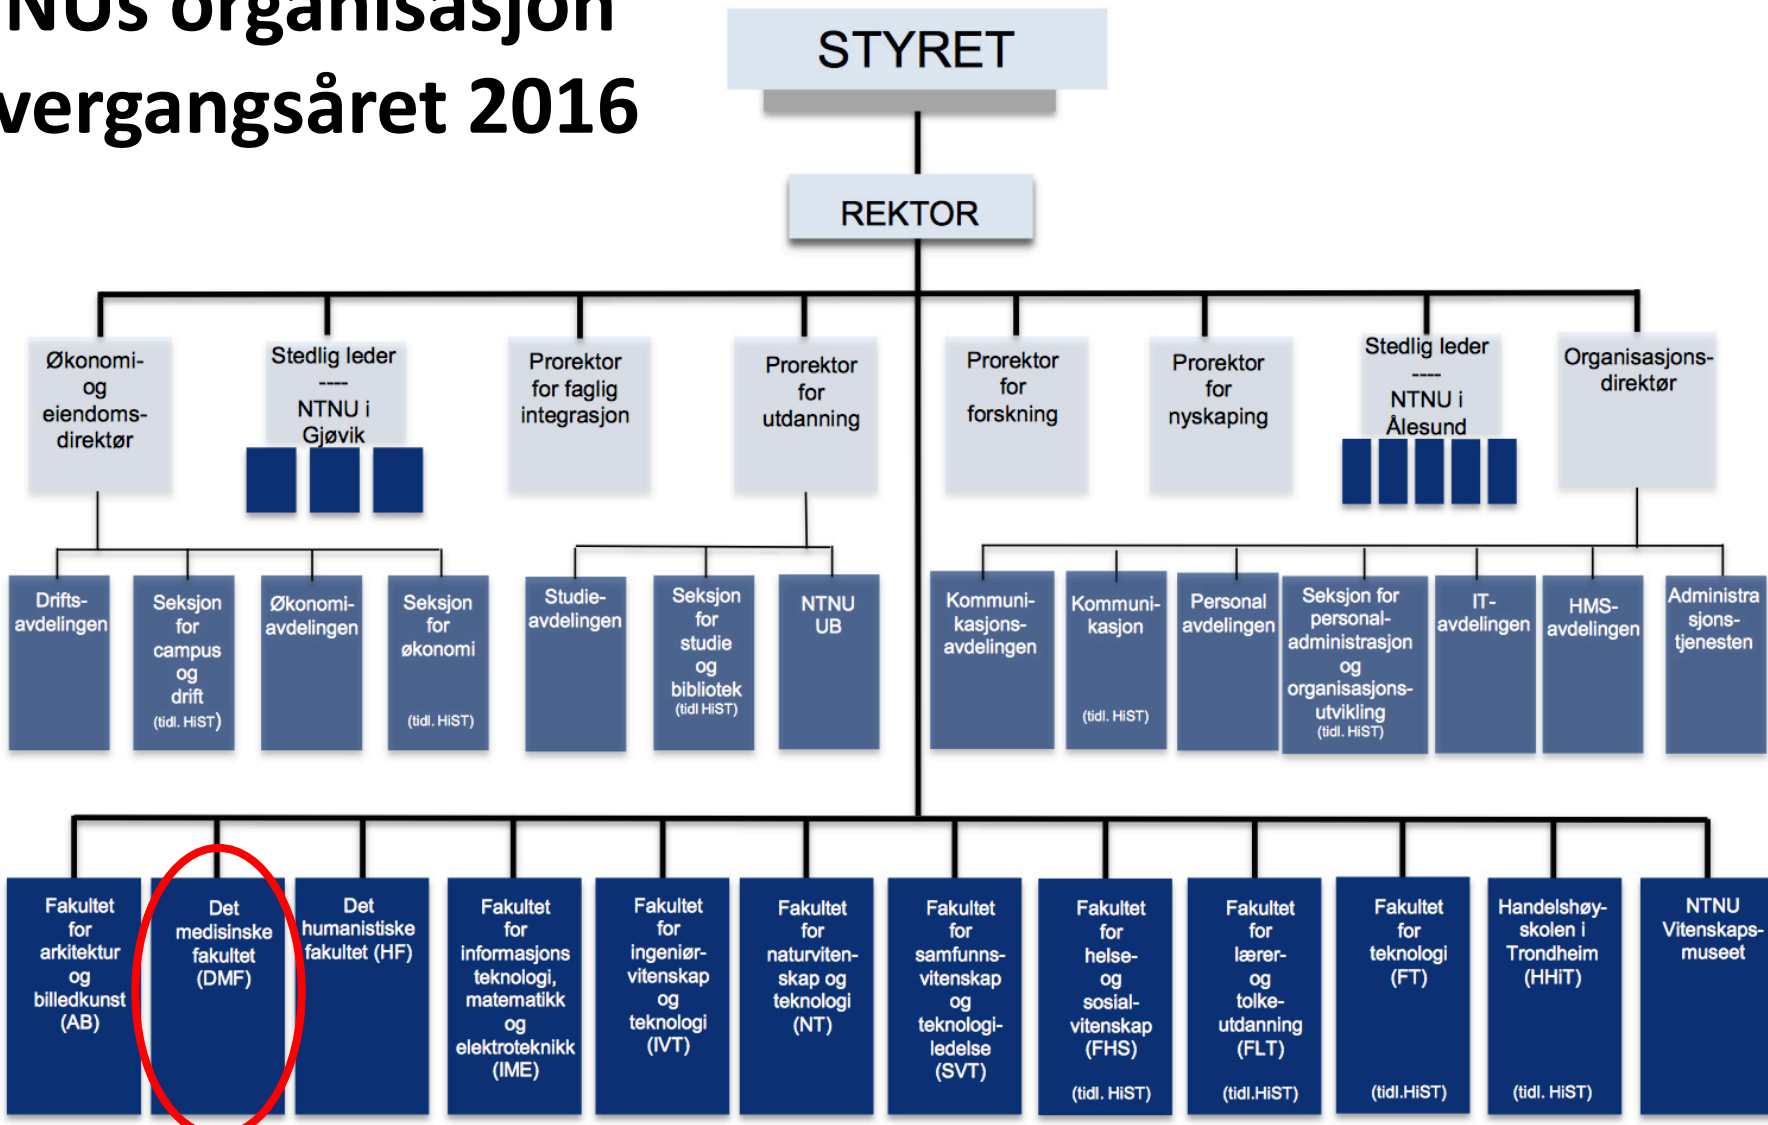 NUs organisasjon
vergangsåret 2016
STYRET
REKTOR
Økonomi-
og
eiendoms-
direktør
Stedlig leder
----
NTNU i
Gjøvik
Prorektor
for faglig
integrasjon
Prorektor
for
utdanning
Prorektor
for
forskning
Prorektor
for
nyskaping
Stedlig leder
----
NTNU i
Ålesund
Organisasjons-
direktør
Drifts-
avdelingen
Seksjon
for
campus
og
drift
(tidl. HiST)
Økonomi-
avdelingen
Seksjon
for
økonomi
(tidl. HiST)
Studie-
avdelingen
Seksjon
for
studie
og
bibliotek
(tidl HiST)
NTNU
UB
Kommuni-
kasjons-
avdelingen
Kommuni-
kasjon
(tidl. HiST)
Personal
avdelingen
Seksjon for
personal-
administrasjon
og
organisasjons-
utvikling
(tidl. HiST)
IT-
avdelingen
HMS-
avdelingen
Administra
sjons-
tjenesten
Fakultet
for
arkitektur
og
billedkunst
(AB)
Det
medisinske
fakultet
(DMF)
Det
humanistiske
fakultet (HF)
Fakultet
for
informasjons
teknologi,
matematikk
og
elektroteknikk
(IME)
Fakultet
for
ingeniør-
vitenskap
og
teknologi
(IVT)
Fakultet
for
naturviten-
skap og
teknologi
(NT)
Fakultet
for
samfunns-
vitenskap
og
teknologi-
ledelse
(SVT)
Fakultet
for
helse-
og
sosial-
vitenskap
(FHS)
(tidl. HiST)
Fakultet
for
lærer-
og
tolke-
utdanning
(FLT)
(tidl.HiST)
Fakultet
for
teknologi
(FT)
(tidl.HiST)
Handelshøy-
skolen i
Trondheim
(HHiT)
(tidl. HiST)
NTNU
Vitenskaps-
museet